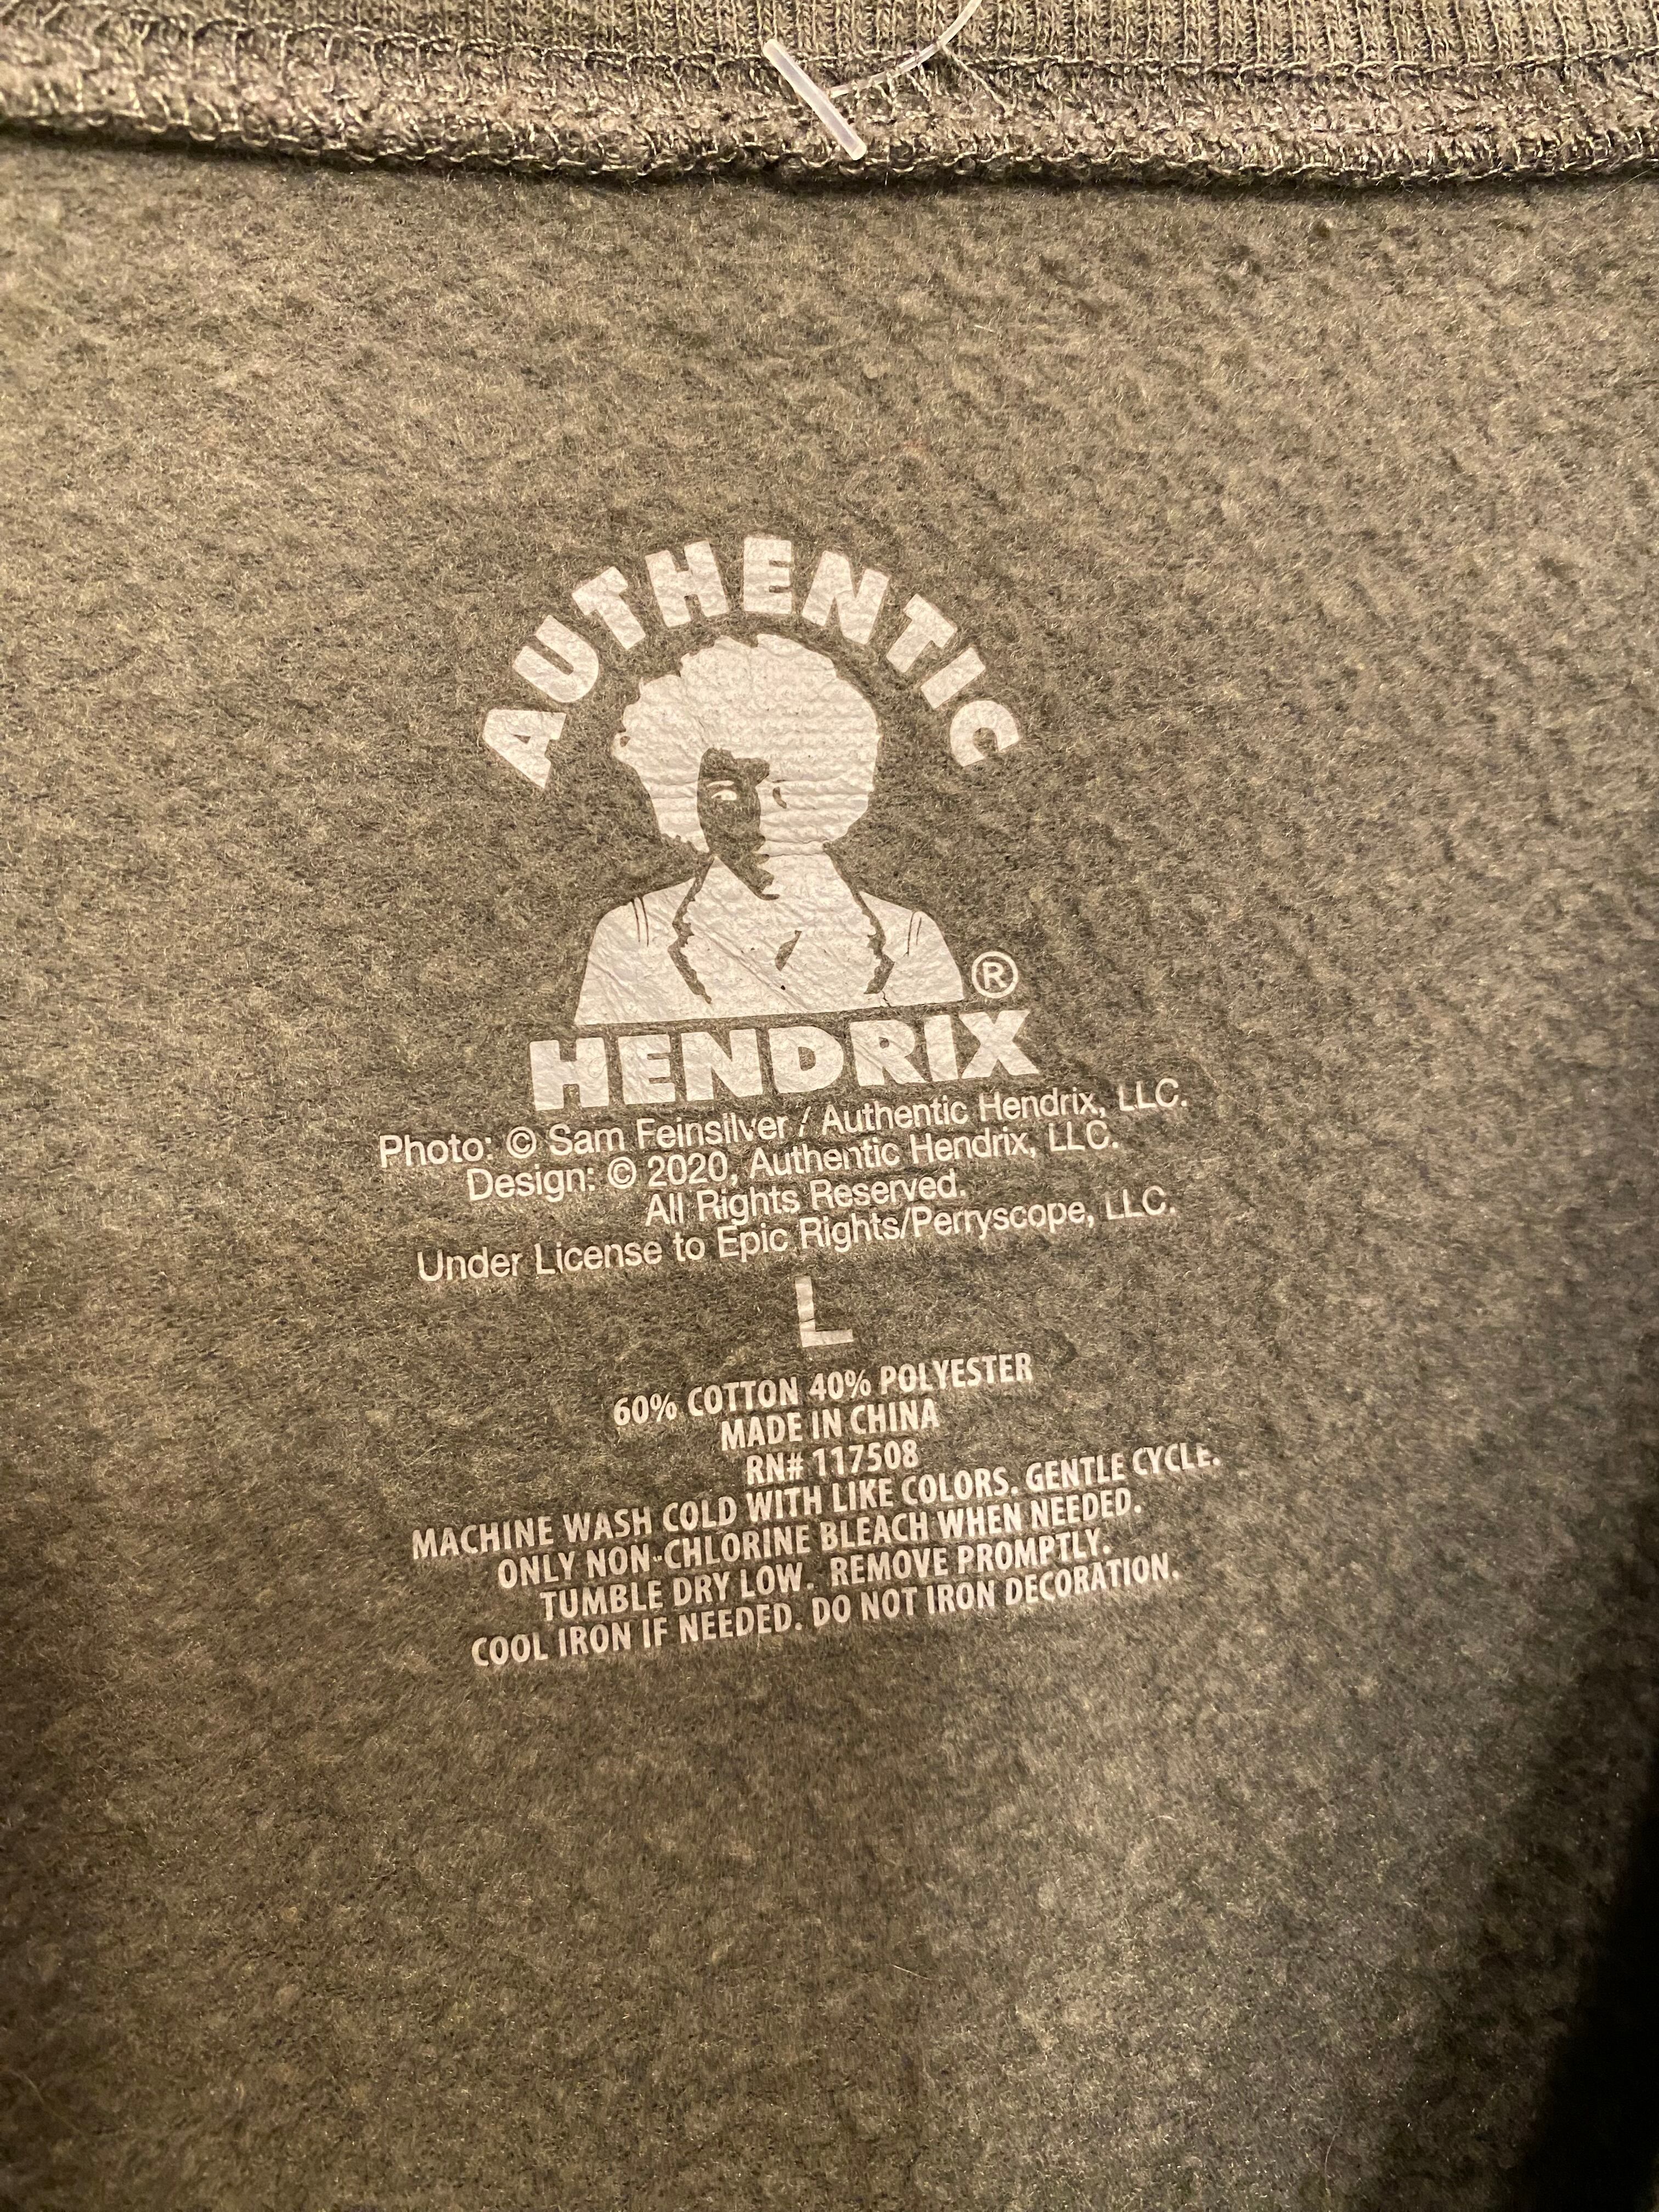 AUTHENTIC
®
HENDRIX
Photo: © Sam Feinsilver / Authentic Hendrix, LLC.
Design: © 2020, Authentic Hendrix, LLC.
All Rights Reserved.
Under License to Epic Rights/Perryscope, LLC.
L
60% COTTON 40% POLYESTER
MADE IN CHINA
RN# 117508
MACHINE WASH COLD WITH LIKE COLORS. GENTLE CYCLE.
ONLY NON-CHLORINE BLEACH WHEN NEEDED.
TUMBLE DRY LOW. REMOVE PROMPTLY.
COOL IRON IF NEEDED. DO NOT IRON DECORATION.